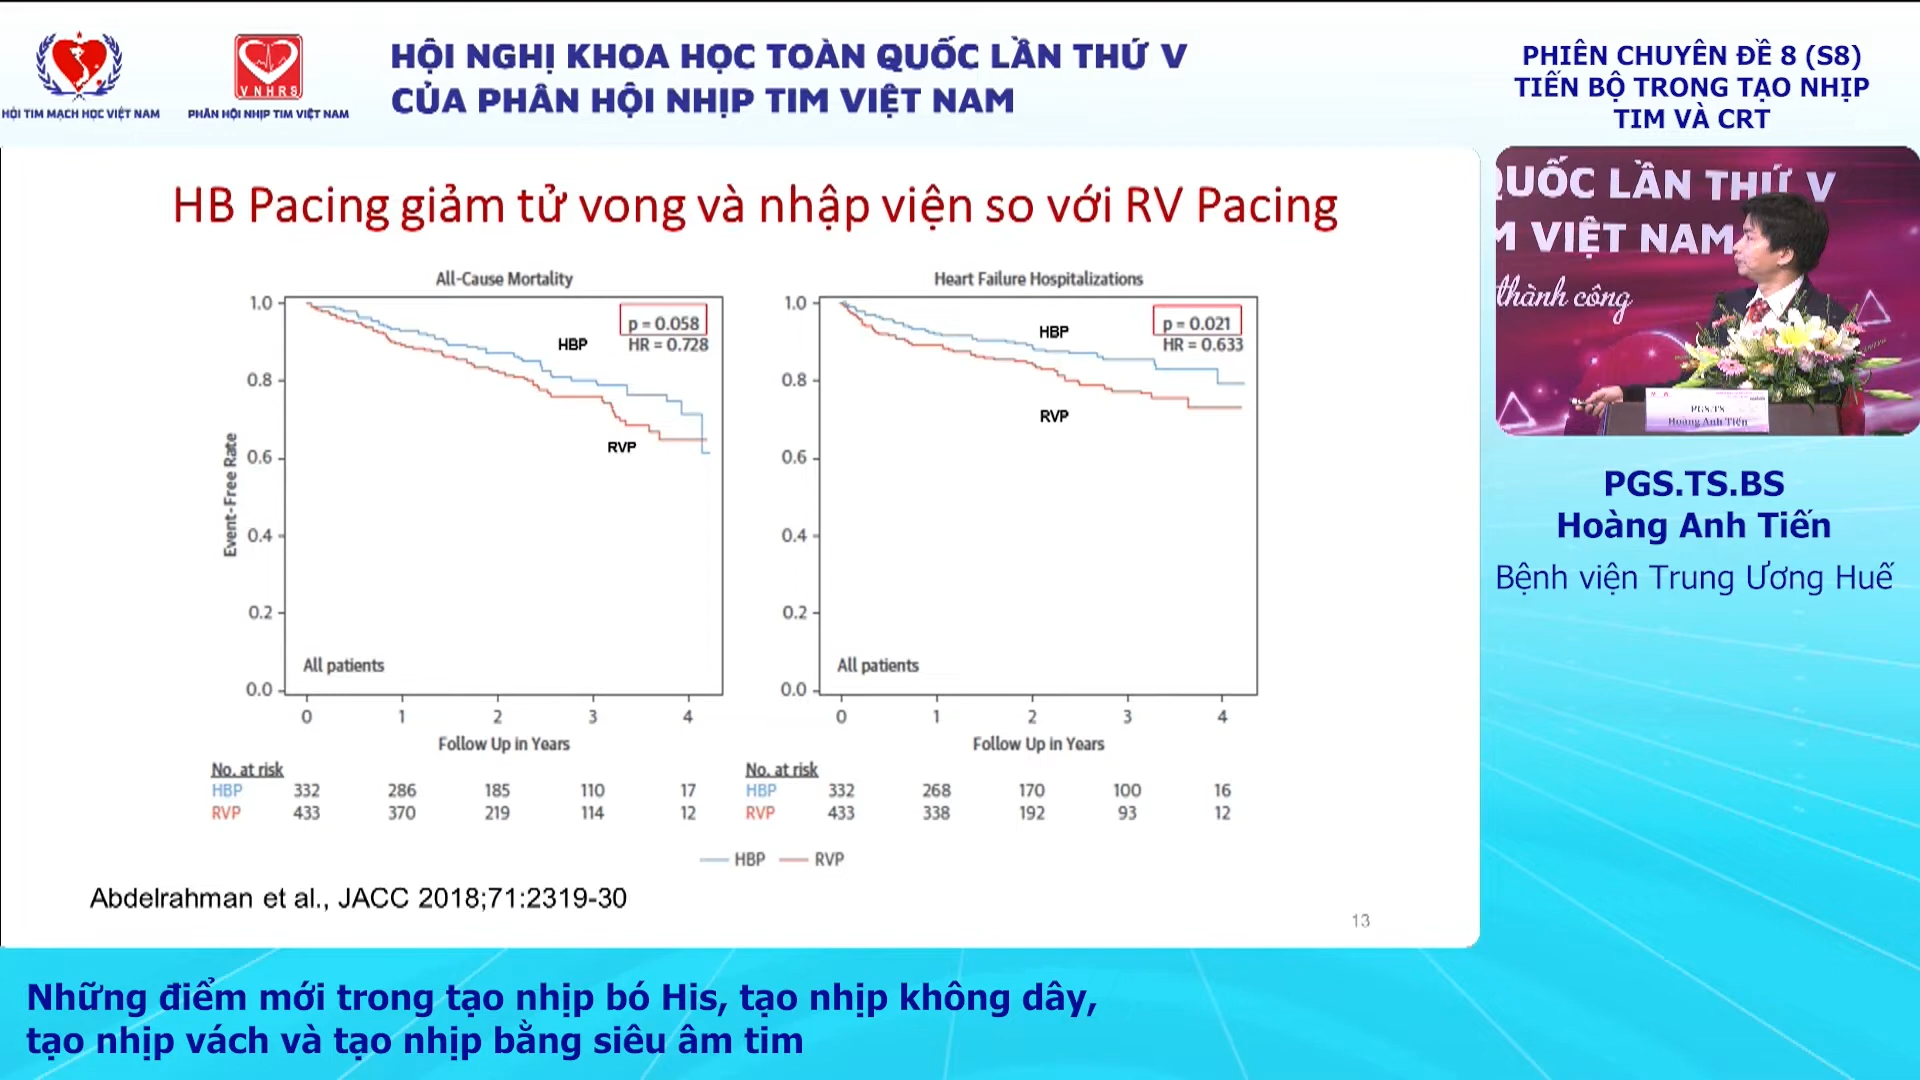 HỘI TIM MẠCH HỌC VIỆT NAM
VNHRS
PHÂN HỘI NHỊP TIM VIỆT NAM
HỘI NGHỊ KHOA HỌC TOÀN QUỐC LẦN THỨ V
CỦA PHÂN HỘI NHỊP TIM VIỆT NAM
PHIÊN CHUYÊN ĐỀ 8 (S8)
TIẾN BỘ TRONG TẠO NHỊP
TIM VÀ CRT
HB Pacing giảm tử vong và nhập viện so với RV Pacing
All-Cause Mortality
1.0
0.8
0.6
0.4
0.2
0.0
Event-Free Rate
p = 0.058
HR = 0.728
HBP
RVP
All patients
0 1 2 3 4
Follow Up in Years
No. at risk
HBP 332 286 185 110 17
RVP 433 370 219 114 12
Heart Failure Hospitalizations
1.0
0.8
0.6
0.4
0.2
0.0
p = 0.021
HR = 0.633
HBP
RVP
All patients
0 1 2 3 4
Follow Up in Years
No. at risk
HBP 332 268 170 100 16
RVP 433 338 192 93 12
HBP RVP
Abdelrahman et al., JACC 2018;71:2319-30
13
QUỐC LẦN THỨ V
M VIỆT NAM
thành công
PGS.TS
Hoàng Anh Tiến
PGS.TS.BS
Hoàng Anh Tiến
Bệnh viện Trung Ương Huế
Những điểm mới trong tạo nhịp bó His, tạo nhịp không dây,
tạo nhịp vách và tạo nhịp bằng siêu âm tim